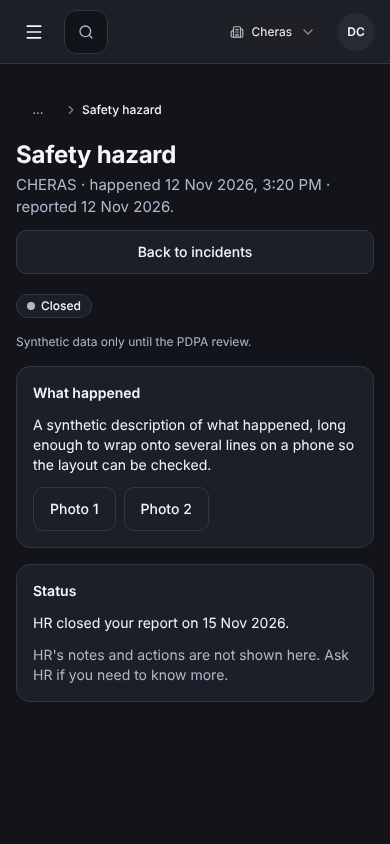 Cheras
DC
... > Safety hazard
Safety hazard
CHERAS · happened 12 Nov 2026, 3:20 PM ·
reported 12 Nov 2026.
Back to incidents
Closed
Synthetic data only until the PDPA review.
What happened
A synthetic description of what happened, long
enough to wrap onto several lines on a phone so
the layout can be checked.
Photo 1
Photo 2
Status
HR closed your report on 15 Nov 2026.
HR's notes and actions are not shown here. Ask
HR if you need to know more.